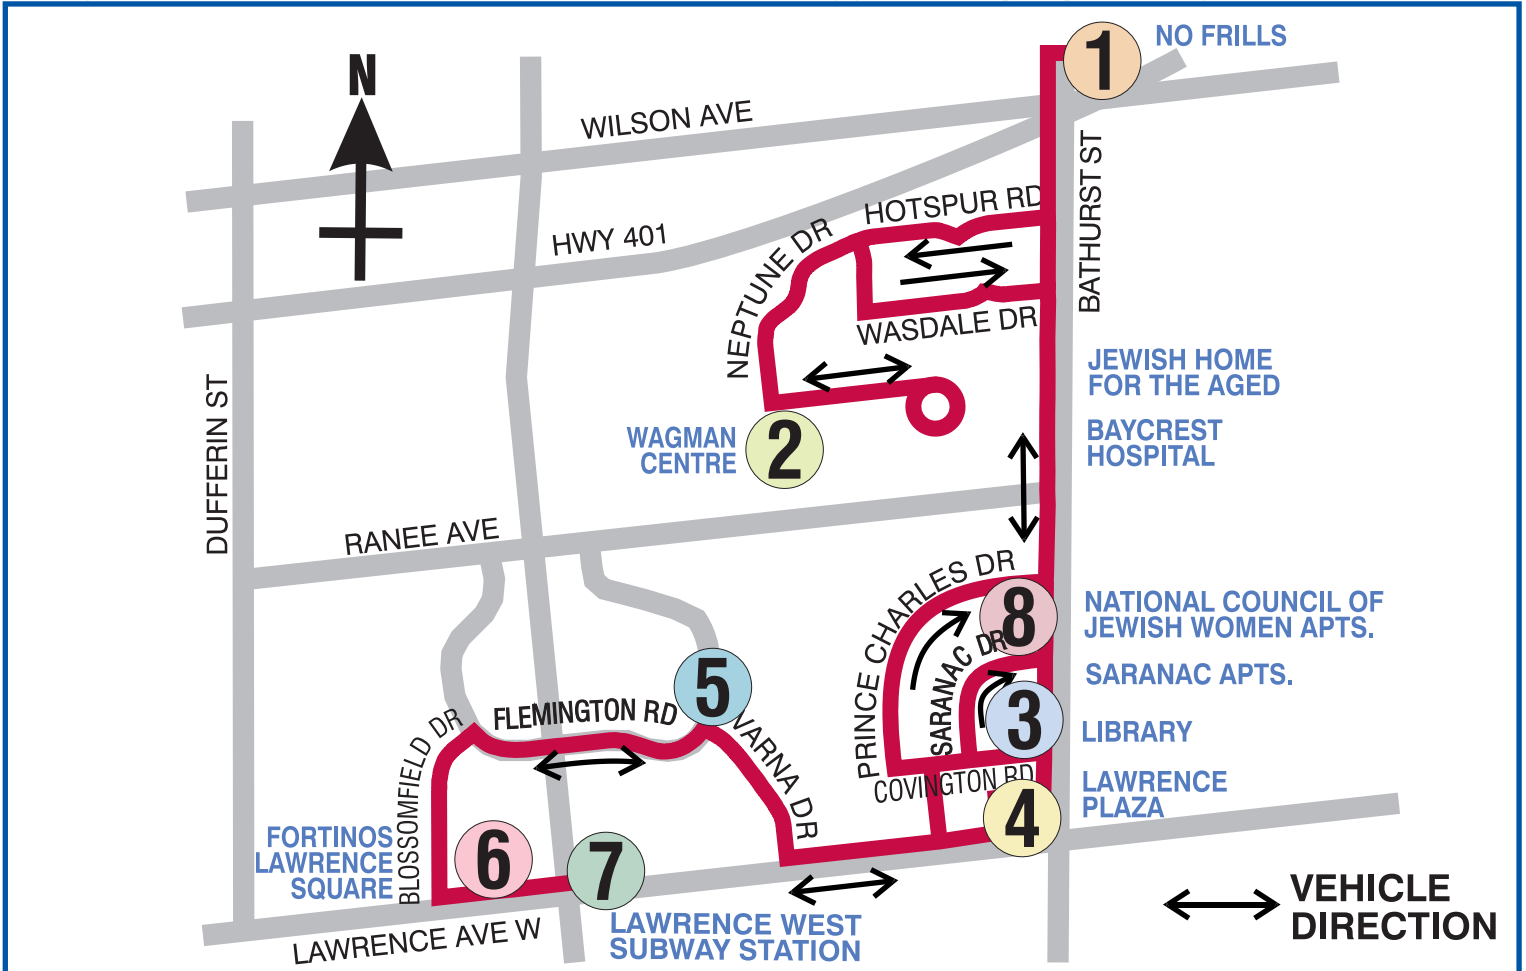 1
NO FRILLS
N
WILSON AVE
HWY 401
HOTSPUR RD
NEPTUNE DR
WASDALE DR
BATHURST ST
JEWISH HOME
FOR THE AGED
BAYCREST
HOSPITAL
WAGMAN
CENTRE
2
DUFFERIN ST
RANEE AVE
PRINCE CHARLES DR
8
NATIONAL COUNCIL OF
JEWISH WOMEN APTS.
SARANAC DR
SARANAC APTS.
3
LIBRARY
5
FLEMINGTON RD
VARNA DR
BLOSSOMFIELD DR
COVINGTON RD
LAWRENCE
PLAZA
4
FORTINOS
LAWRENCE
SQUARE
6
7
LAWRENCE WEST
SUBWAY STATION
LAWRENCE AVE W
VEHICLE
DIRECTION